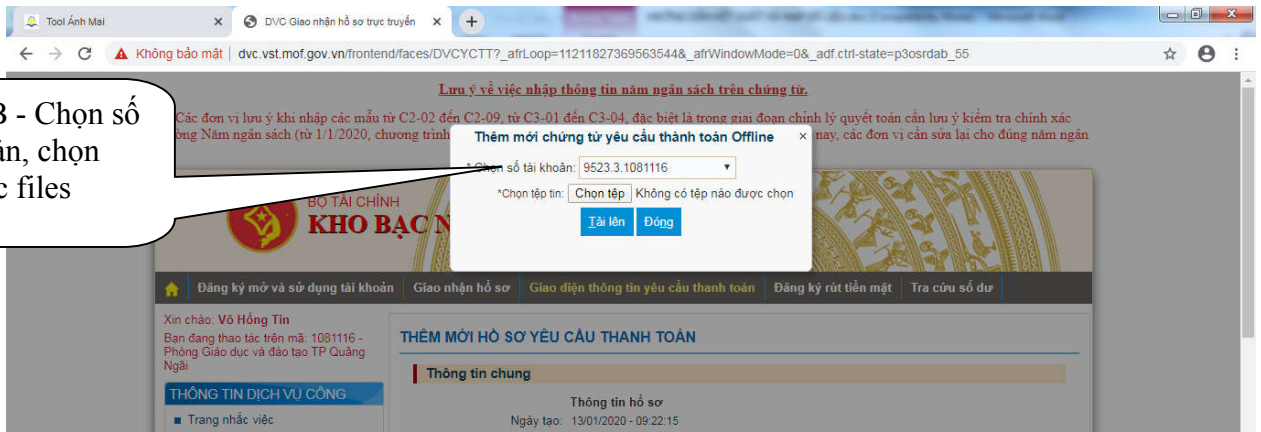 Tool Ánh Mai
DVC Giao nhận hồ sơ trực tuyến
Không bảo mật | dvc.vst.mof.gov.vn/frontend/faces/DVCYCTT?_afrLoop=11211827369563544&_afrWindowMode=0&_adf.ctrl-state=p3osrdab_55
Lưu ý về việc nhập thông tin năm ngân sách trên chứng từ.
Các đơn vị lưu ý khi nhập các mẫu từ C2-02 đến C2-09, từ C3-01 đến C3-04, đặc biệt là trong giai đoạn chỉnh lý quyết toán cần lưu ý kiểm tra chính xác
ờng Năm ngân sách (từ 1/1/2020, chương trình nay, các đơn vị cần sửa lại cho đúng năm ngân
3 - Chọn số
ản, chọn
c files
Thêm mới chứng từ yêu cầu thành toán Offline
* Chọn số tài khoản: 9523.3.1081116
*Chọn tệp tin: Chọn tệp Không có tệp nào được chọn
Tải lên Đóng
BỘ TÀI CHÍNH
KHO BẠC N
Đăng ký mở và sử dụng tài khoản Giao nhận hồ sơ Giao diện thông tin yêu cầu thanh toán Đăng ký rút tiền mặt Tra cứu số dư
Xin chào: Võ Hồng Tin
Bạn đang thao tác trên mã: 1081116 -
Phòng Giáo dục và đào tạo TP Quảng
Ngãi
THÔNG TIN DỊCH VỤ CÔNG
Trang nhắc việc
THÊM MỚI HỒ SƠ YÊU CẦU THANH TOÁN
Thông tin chung
Thông tin hồ sơ
Ngày tạo: 13/01/2020 - 09:22:15